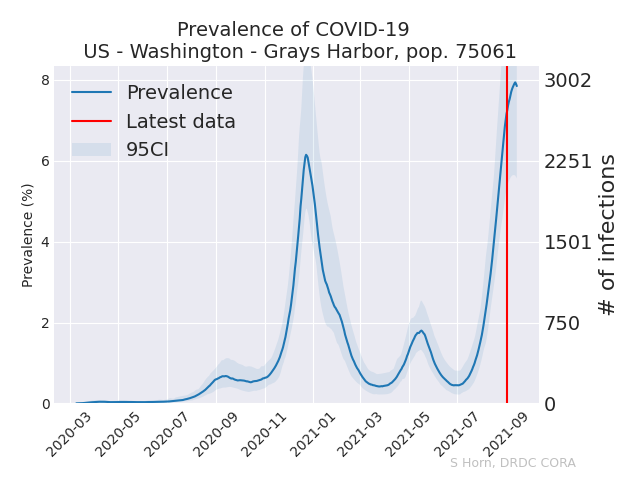 Prevalence of COVID-19
US - Washington - Grays Harbor, pop. 75061
Prevalence
Latest data
95CI
Prevalence (%)
8
6
4
2
0
3002
2251
1501
750
0
# of infections
2020-03
2020-05
2020-07
2020-09
2020-11
2021-01
2021-03
2021-05
2021-07
2021-09
S Horn, DRDC CORA